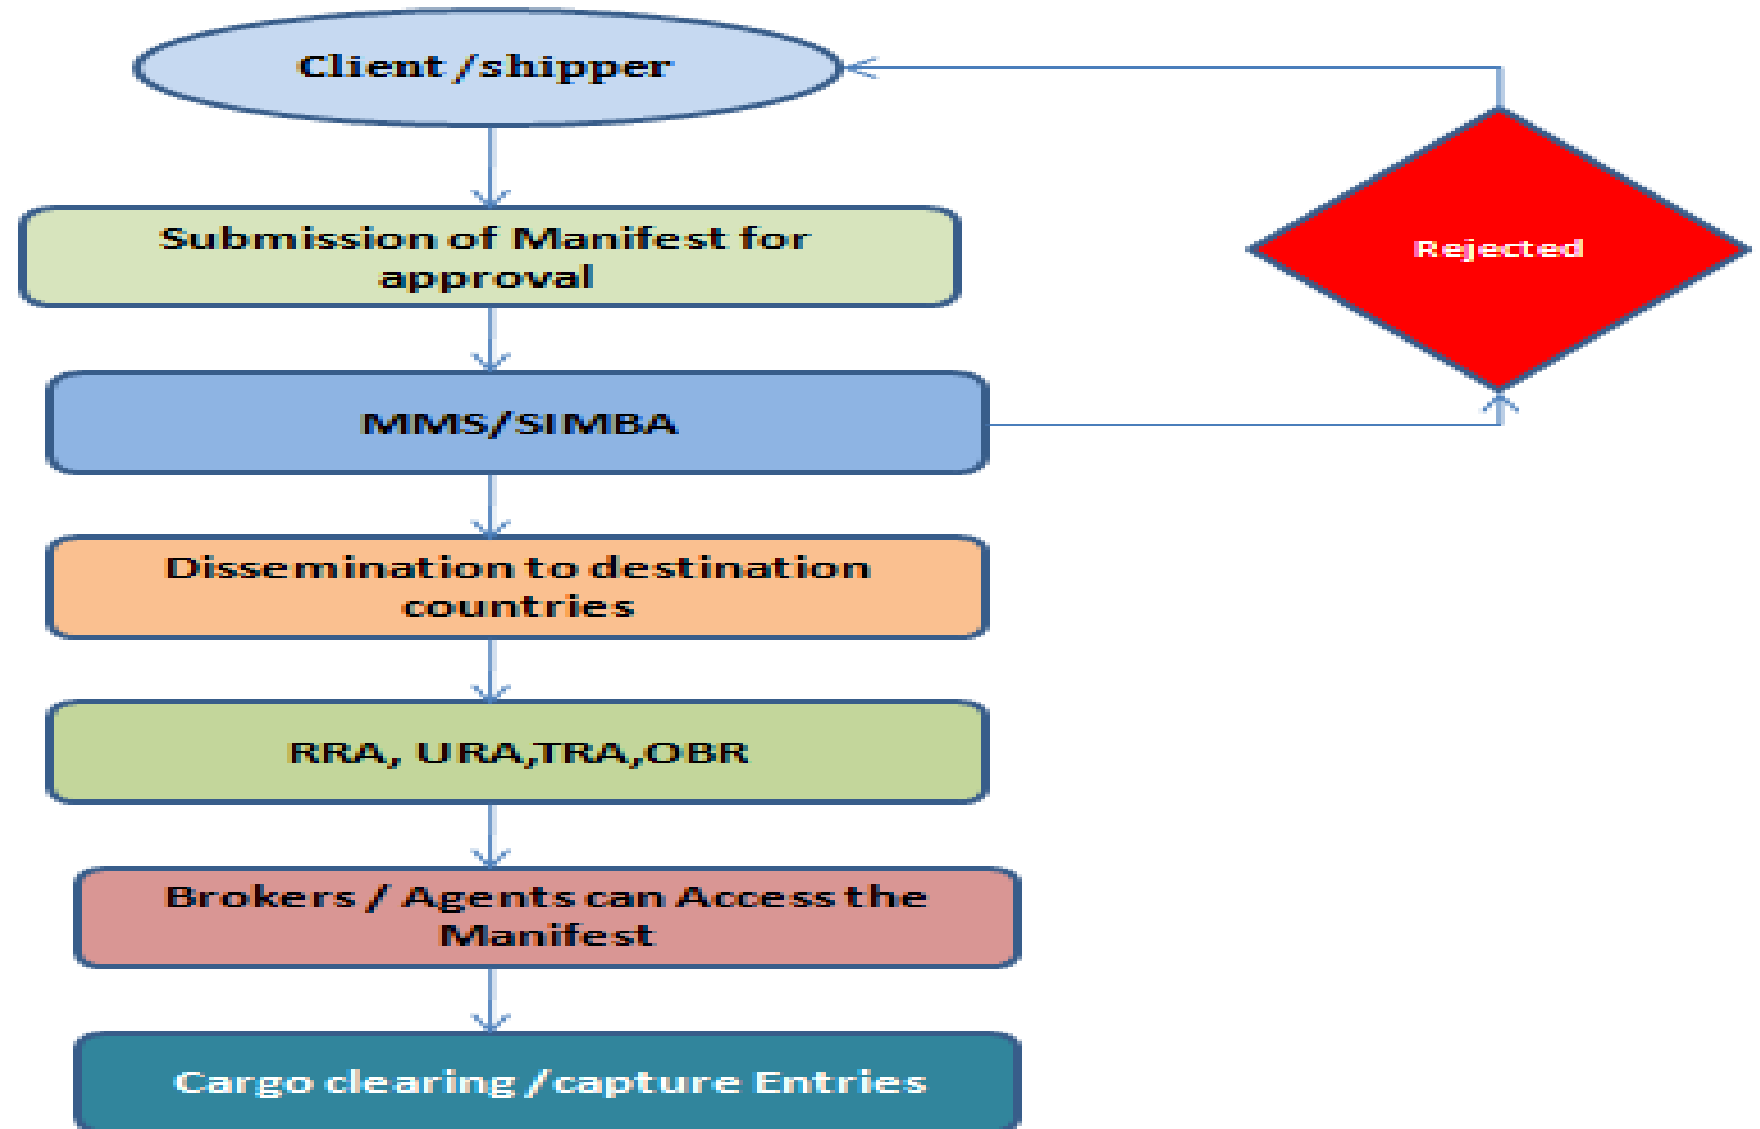 Client /shipper
Submission of Manifest for
approval
Rejected
MMS/SIMBA
Dissemination to destination
countries
RRA, URA,TRA,OBR
Brokers / Agents can Access the
Manifest
Cargo clearing /capture Entries